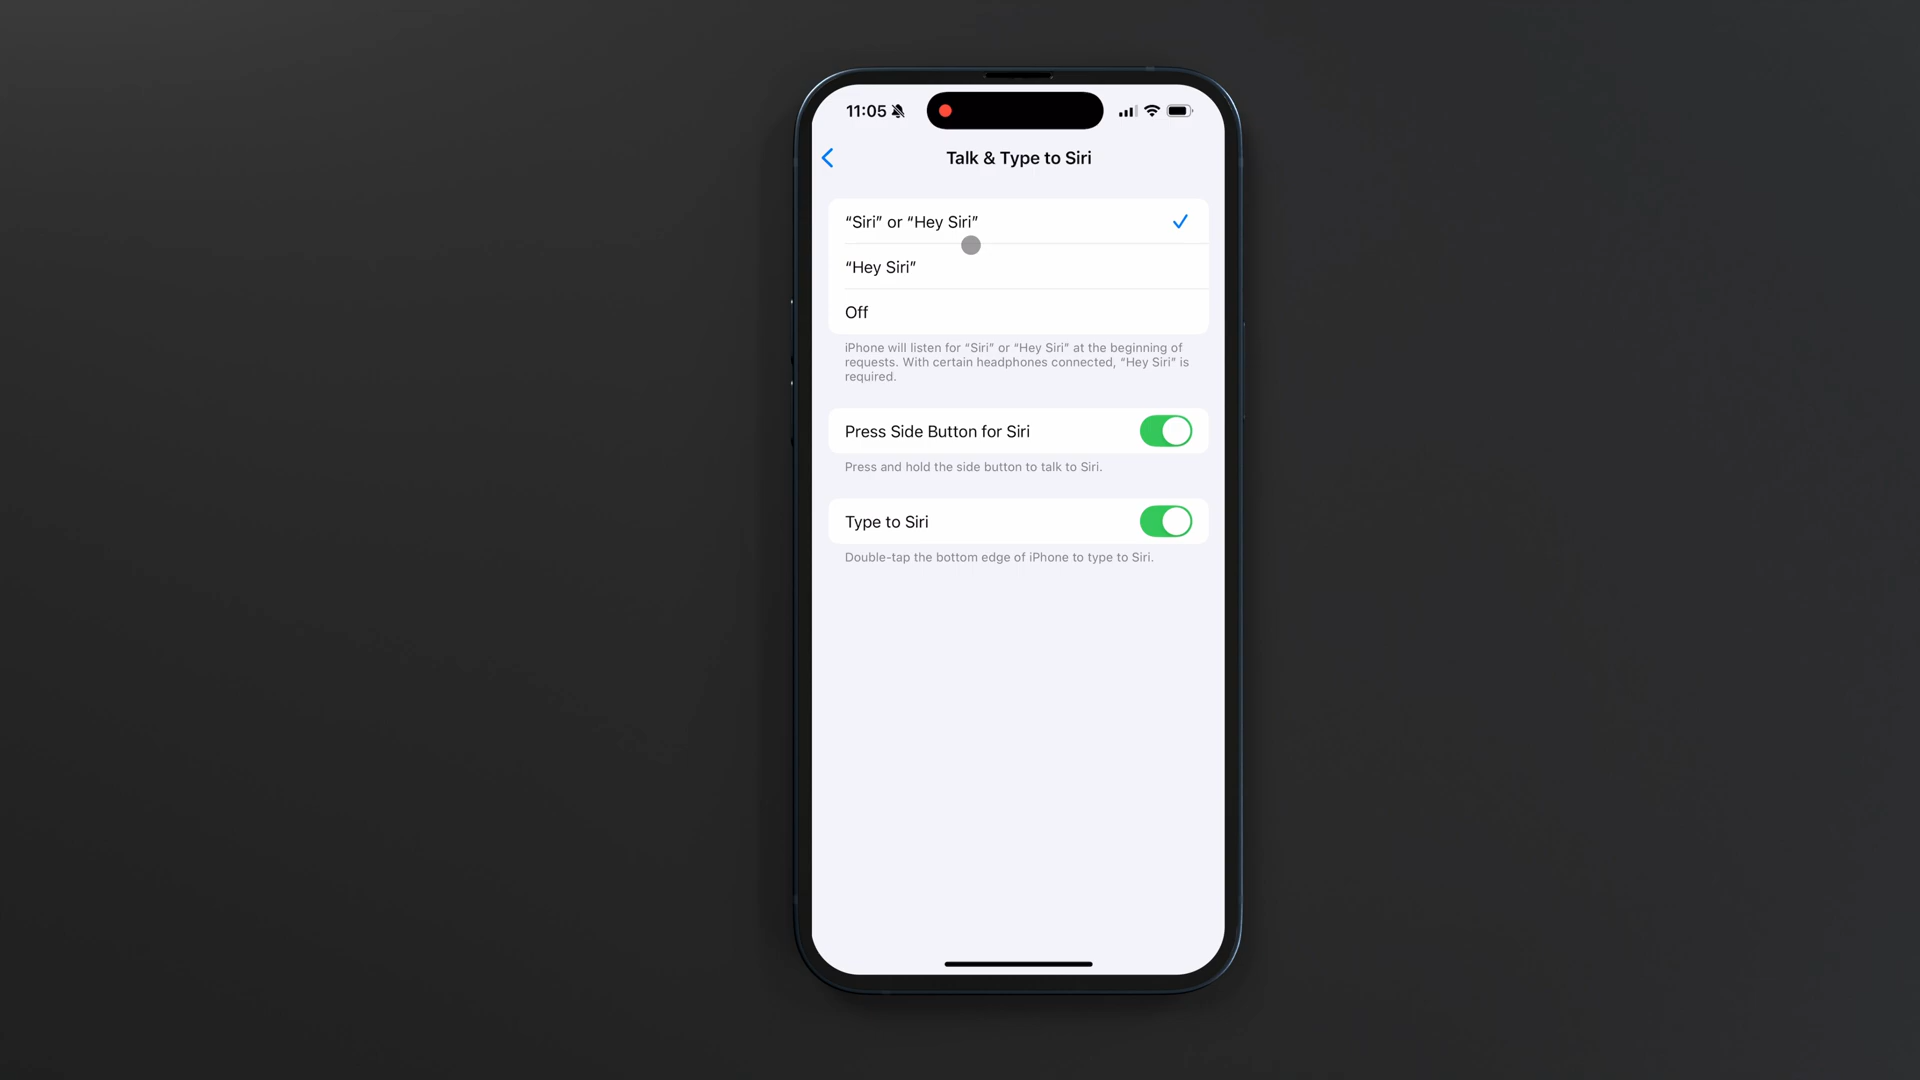 11:05
Talk & Type to Siri
“Siri” or “Hey Siri”
“Hey Siri”
Off
iPhone will listen for “Siri” or “Hey Siri” at the beginning of
requests. With certain headphones connected, “Hey Siri” is
required.
Press Side Button for Siri
Press and hold the side button to talk to Siri.
Type to Siri
Double-tap the bottom edge of iPhone to type to Siri.